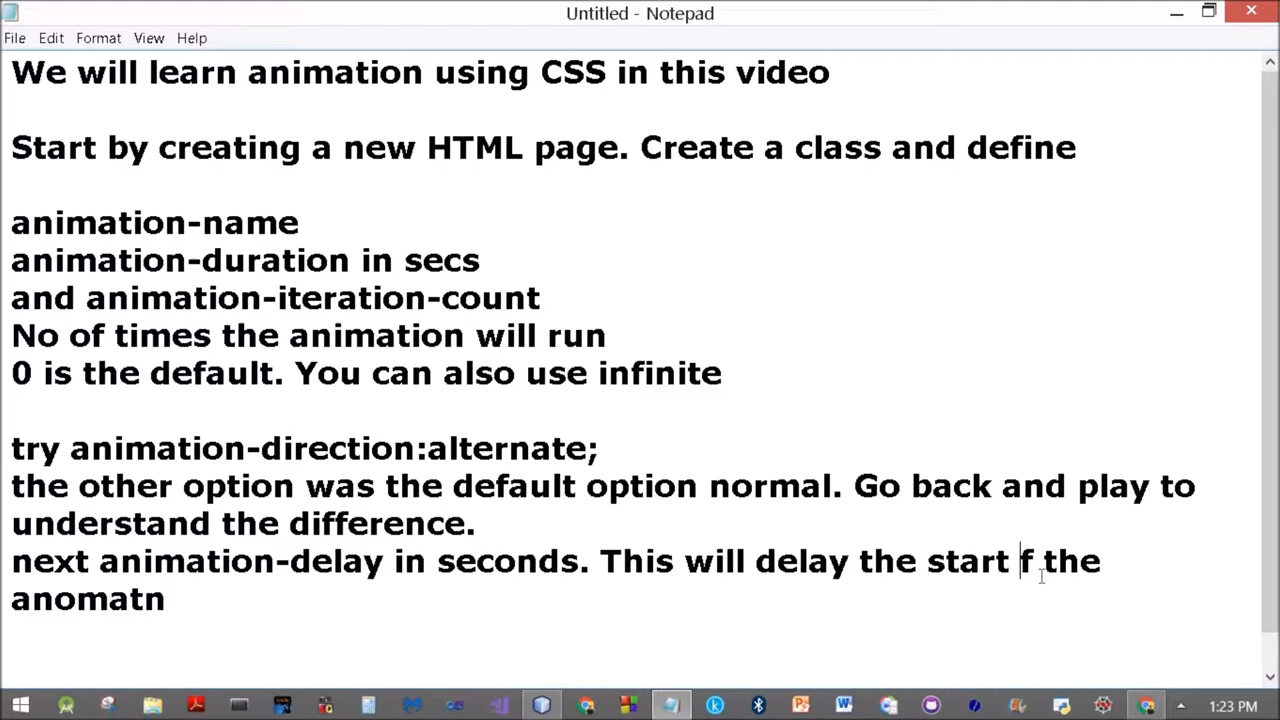 Untitled - Notepad
File Edit Format View Help
We will learn animation using CSS in this video
Start by creating a new HTML page. Create a class and define
animation-name
animation-duration in secs
and animation-iteration-count
No of times the animation will run
0 is the default. You can also use infinite
try animation-direction:alternate;
the other option was the default option normal. Go back and play to
understand the difference.
next animation-delay in seconds. This will delay the start f the
anomatn
1:23 PM